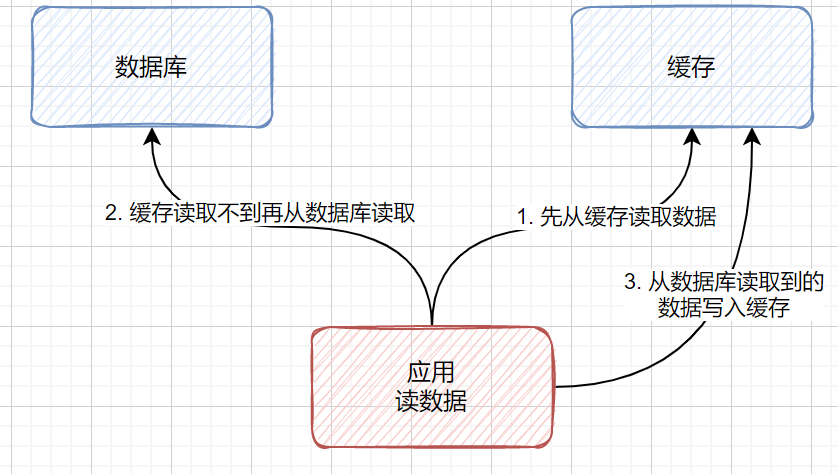 数据库
缓存
2. 缓存读取不到再从数据库读取
1. 先从缓存读取数据
3. 从数据库读取到的
数据写入缓存
应用
读数据